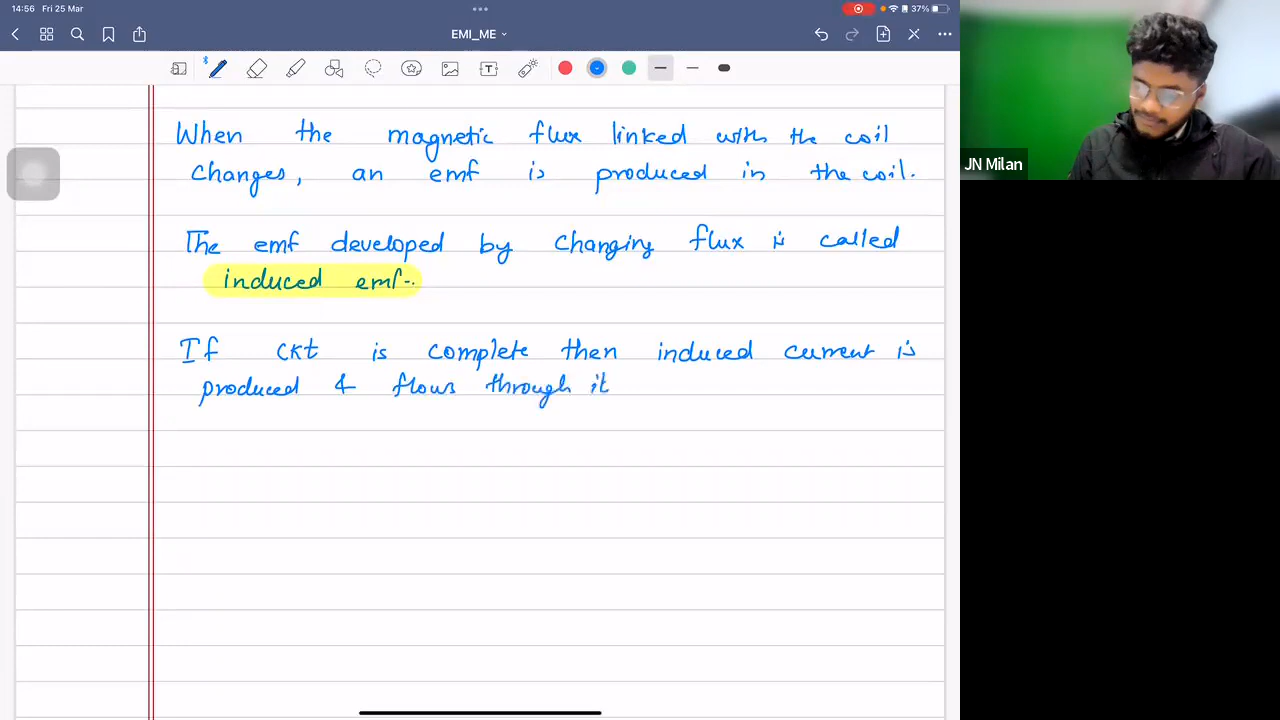 14:56 Fri 25 Mar
37%
EMI_ME
When the magnetic flux linked with the coil
changes, an emf is produced in the coil.
The emf developed by changing flux is called
induced emf.
If ckt is complete then induced current is
produced & flows through it
JN Milan